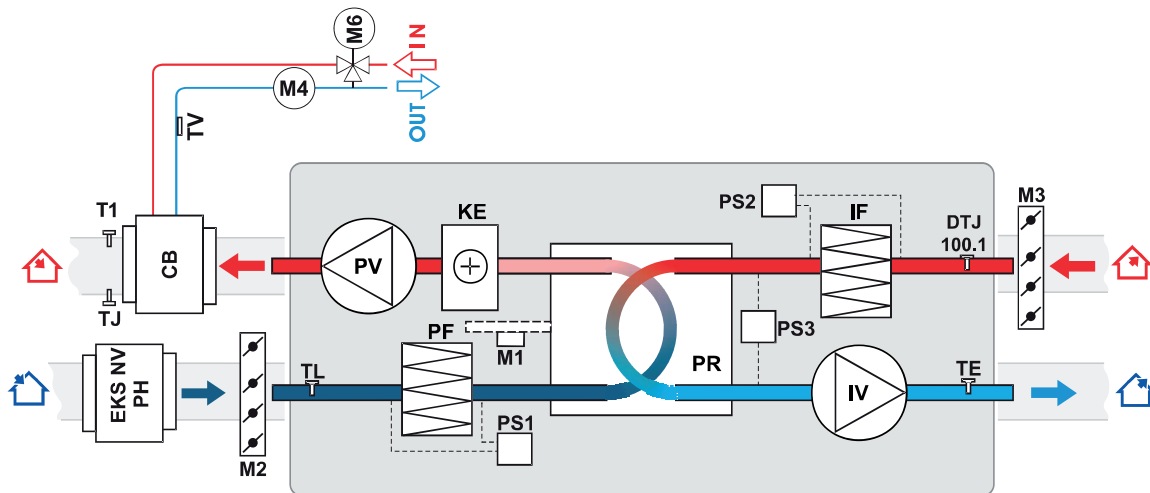 M6
IN
M4
OUT
TV
T1
CB
TJ
PV
KE
PS2
IF
DTJ
100.1
M3
PF
M1
PS3
PR
EKS NV
PH
M2
TL
PS1
IV
TE